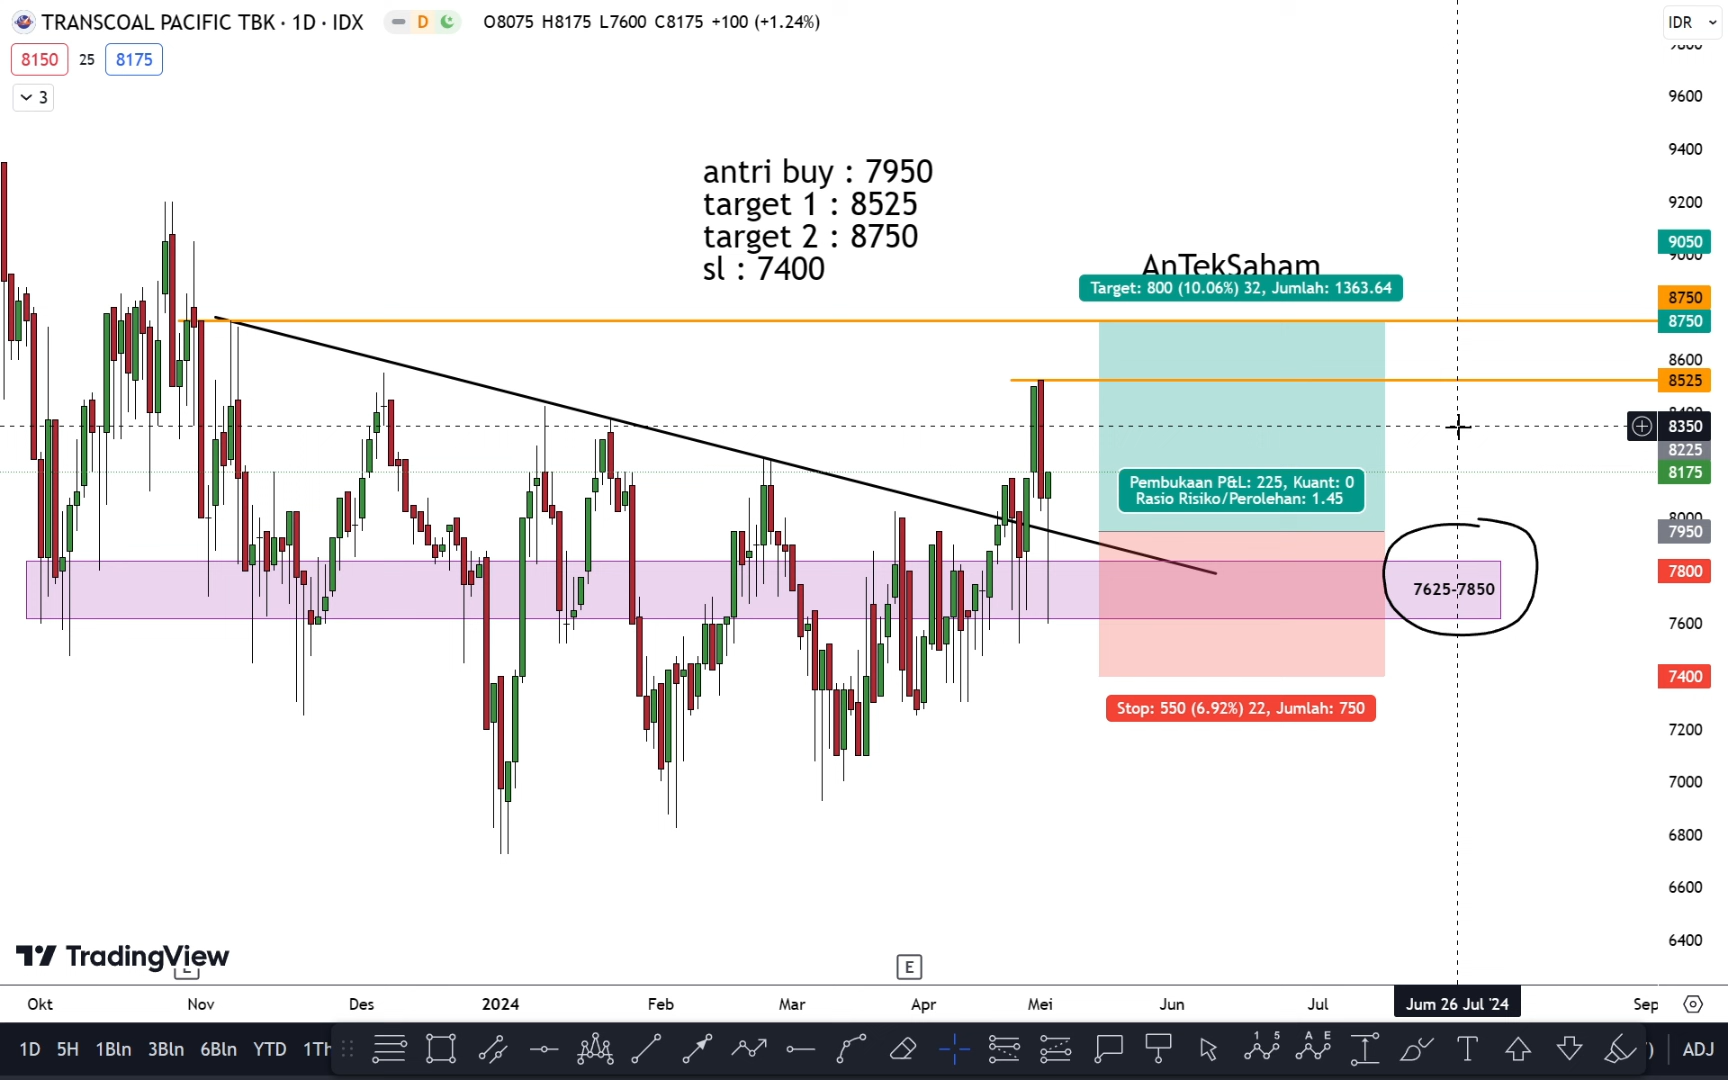 TRANSCOAL PACIFIC TBK · 1D · IDX
D
O8075 H8175 L7600 C8175 +100 (+1.24%)
IDR
8150 25 8175
3
9600
9400
9200
9050
9000
8750
8750
8600
8525
8400
8350
8225
8175
8000
7950
7800
7600
7400
7200
7000
6800
6600
6400
antri buy : 7950
target 1 : 8525
target 2 : 8750
sl : 7400
AnTekSaham
Target: 800 (10.06%) 32, Jumlah: 1363.64
Pembukaan P&L: 225, Kuant: 0
Rasio Risiko/Perolehan: 1.45
7625-7850
Stop: 550 (6.92%) 22, Jumlah: 750
TradingView
E
Okt Nov Des 2024 Feb Mar Apr Mei Jun Jul Jum 26 Jul '24 Sep
1D 5H 1Bln 3Bln 6Bln YTD ADJ